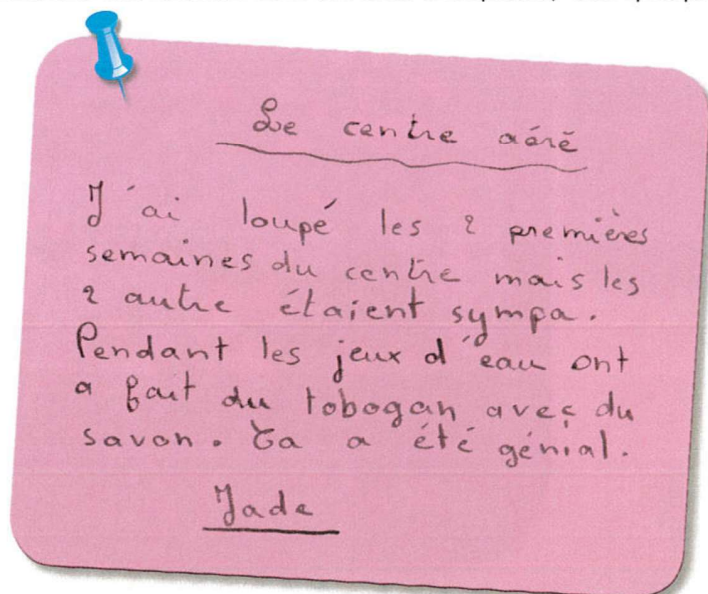 Le centre aéré
J'ai loupé les 2 premières
semaines du centre mais les
2 autre étaient sympa.
Pendant les jeux d'eau ont
a fait du tobogan avec du
savon. Ça a été génial.
Jade